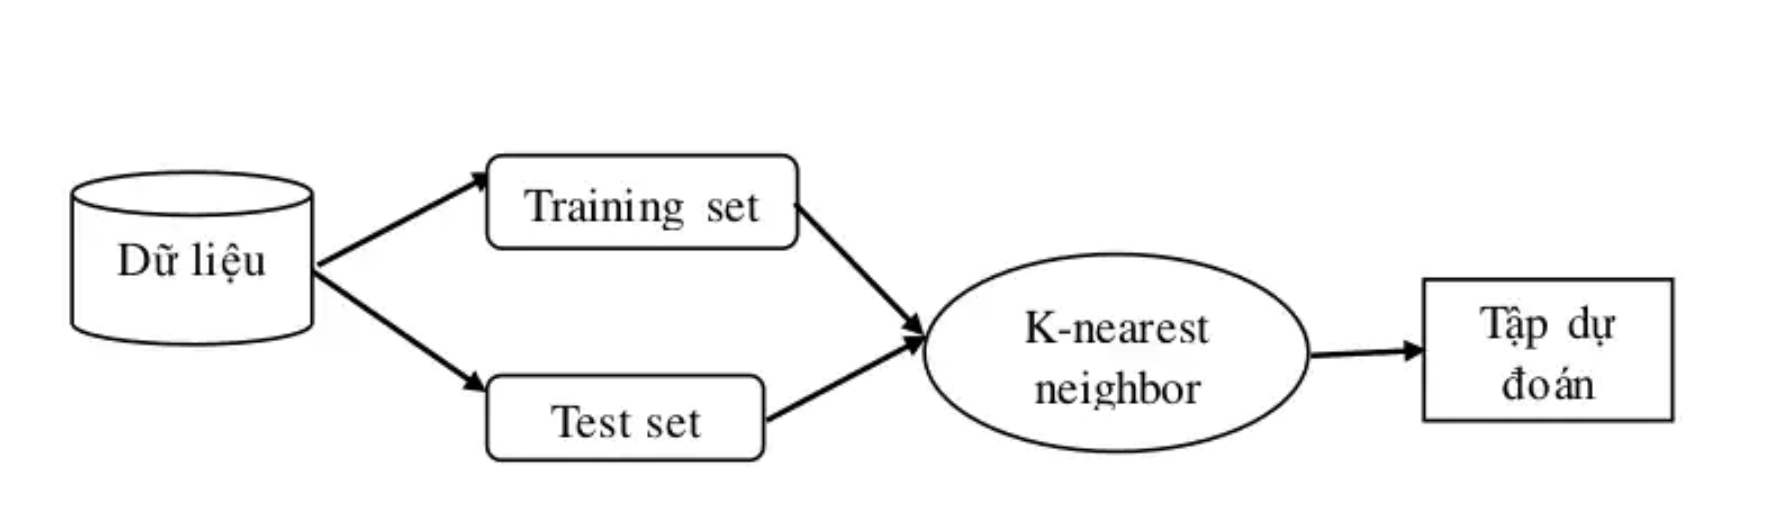 Dữ liệu
Training set
Test set
K-nearest
neighbor
Tập dự
đoán